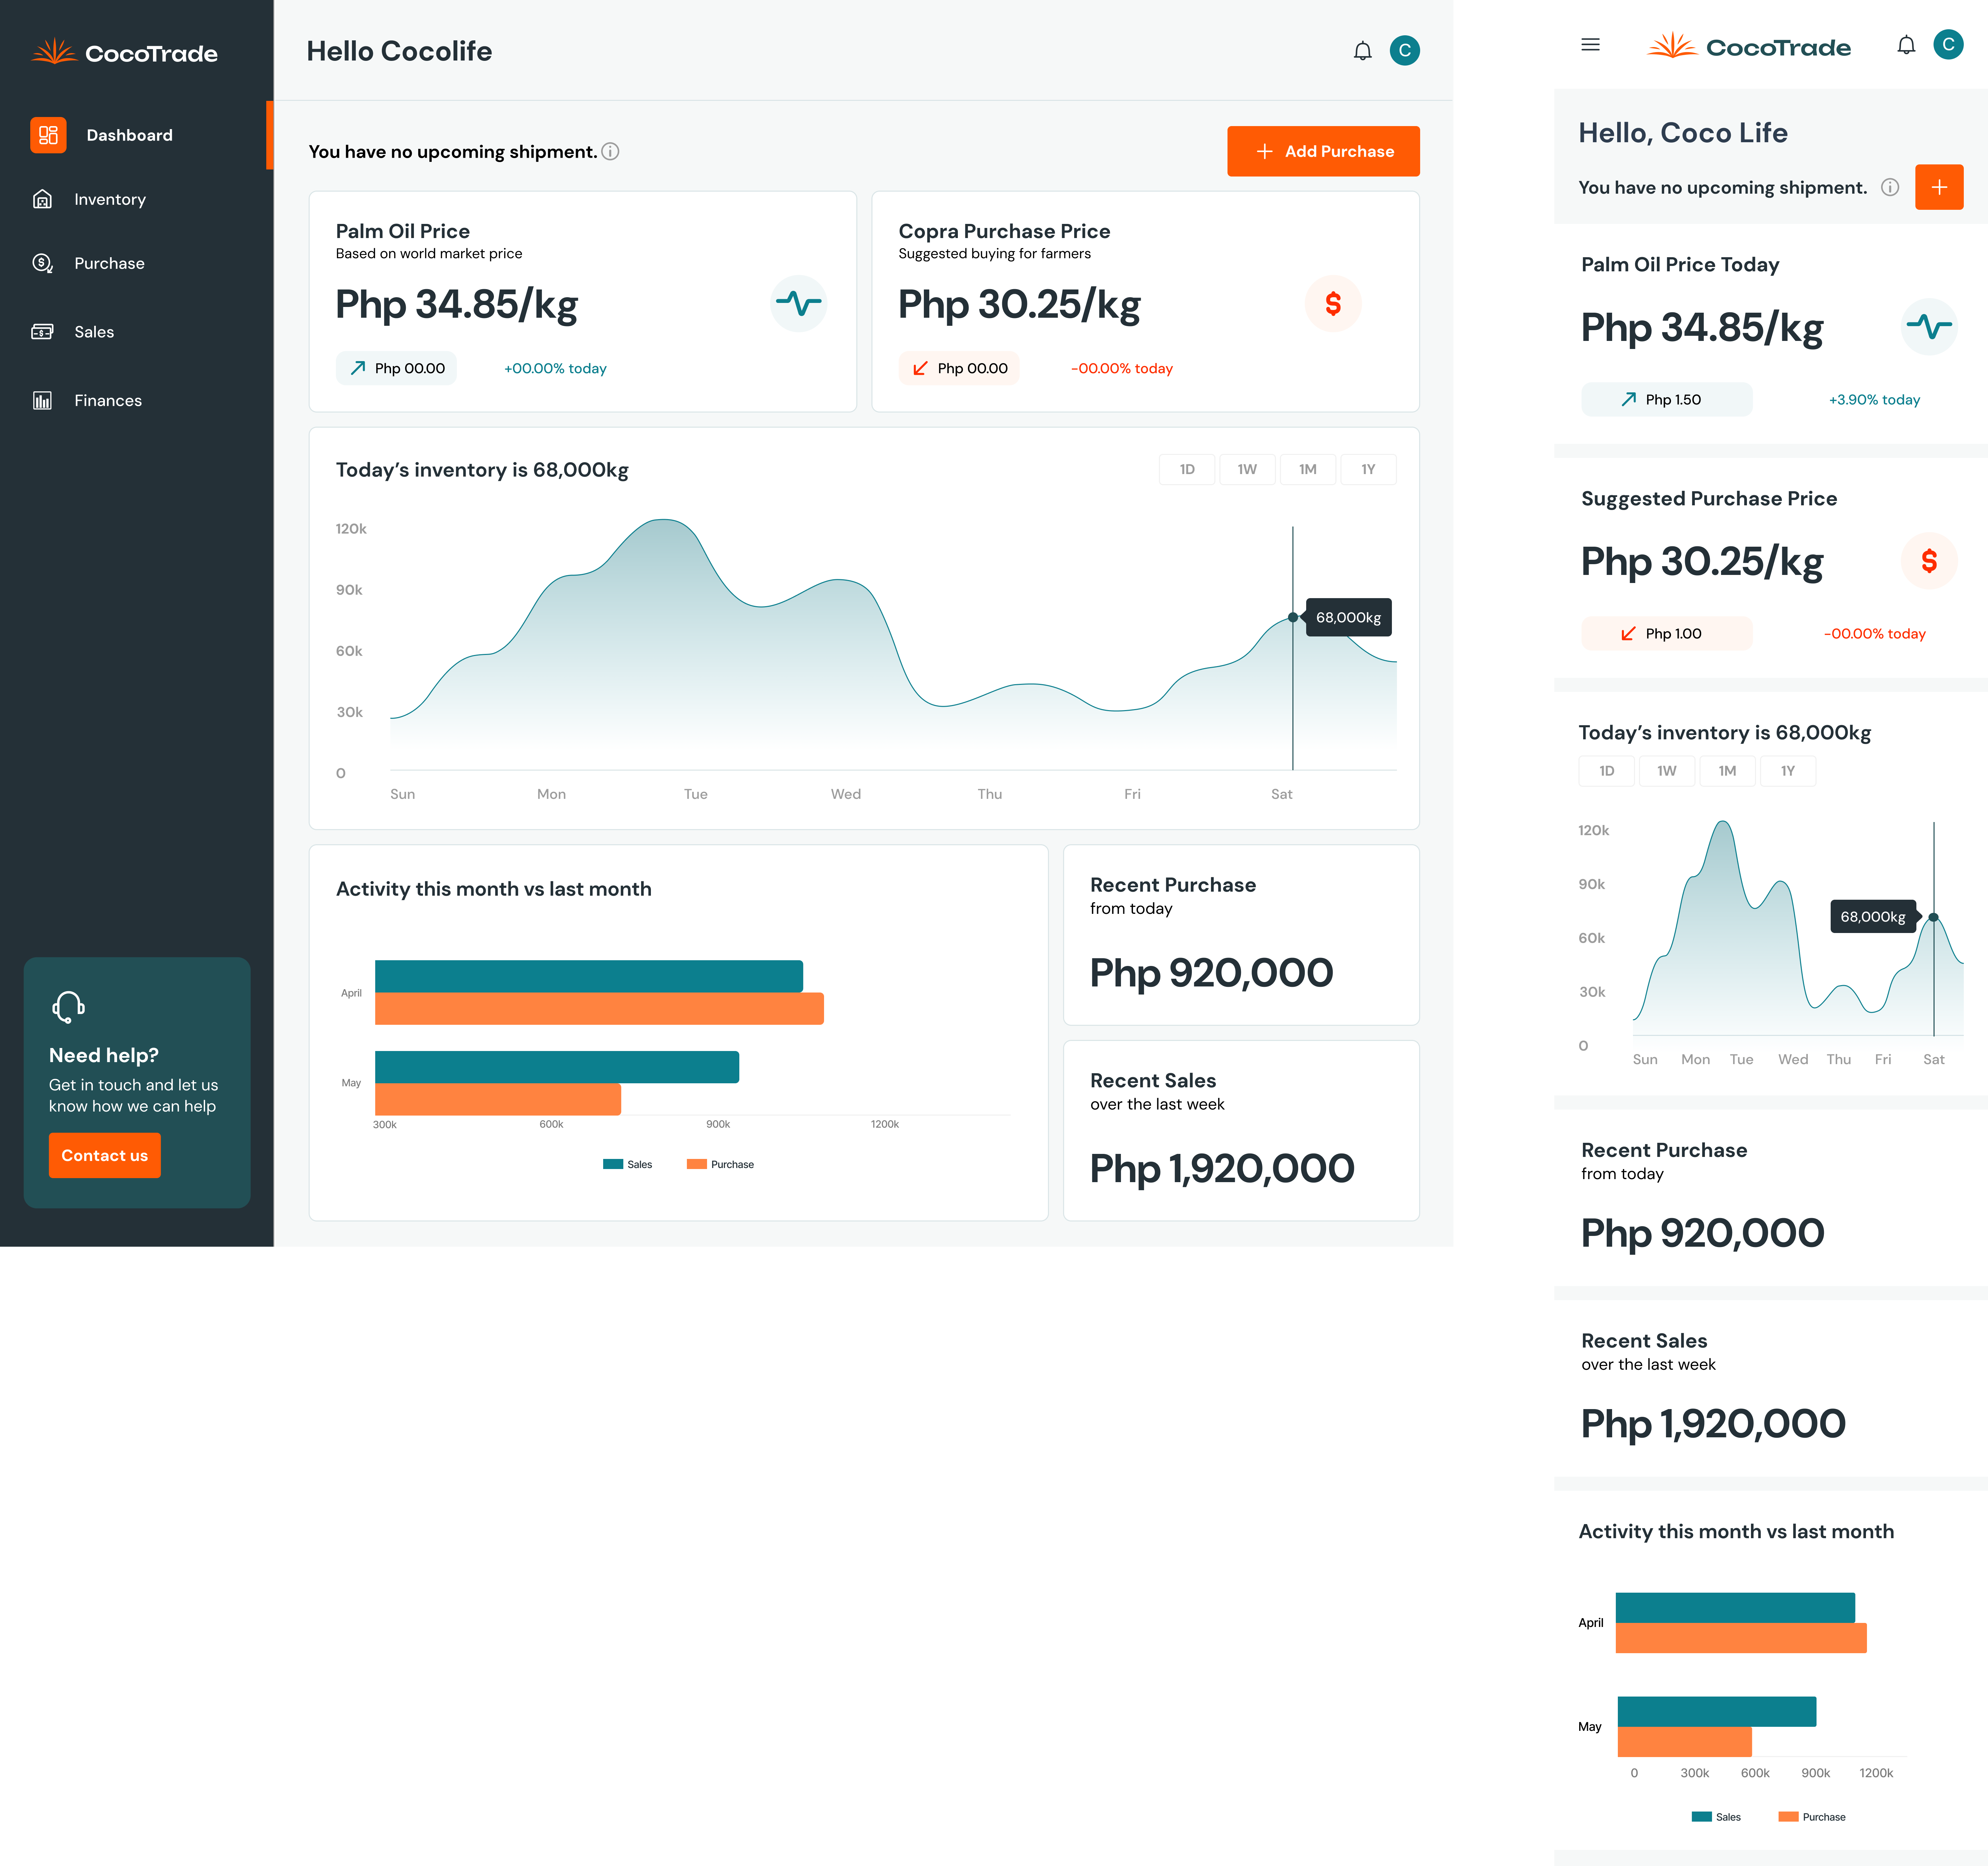 CocoTrade
Dashboard
Inventory
Purchase
Sales
Finances
Need help?
Get in touch and let us
know how we can help
Contact us
Hello Cocolife
C
You have no upcoming shipment.
Add Purchase
Palm Oil Price
Based on world market price
Php 34.85/kg
Php 00.00
+00.00% today
Copra Purchase Price
Suggested buying for farmers
Php 30.25/kg
$
Php 00.00
-00.00% today
Today’s inventory is 68,000kg
1D 1W 1M 1Y
120k
90k
60k
30k
0
68,000kg
Sun Mon Tue Wed Thu Fri Sat
Activity this month vs last month
April
May
300k 600k 900k 1200k
Sales Purchase
Recent Purchase
from today
Php 920,000
Recent Sales
over the last week
Php 1,920,000
CocoTrade
C
Hello, Coco Life
You have no upcoming shipment.
Palm Oil Price Today
Php 34.85/kg
Php 1.50
+3.90% today
Suggested Purchase Price
Php 30.25/kg
$
Php 1.00
-00.00% today
Today’s inventory is 68,000kg
1D 1W 1M 1Y
120k
90k
60k
30k
0
68,000kg
Sun Mon Tue Wed Thu Fri Sat
Recent Purchase
from today
Php 920,000
Recent Sales
over the last week
Php 1,920,000
Activity this month vs last month
April
May
0 300k 600k 900k 1200k
Sales Purchase